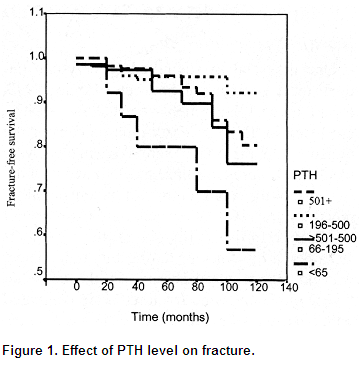 1.1
1.0
.9
.8
.7
.6
.5
0 20 40 60 80 100 120 140
Fracture-free survival
Time (months)
PTH
501+
196-500
>501-500
66-195
<65
Figure 1. Effect of PTH level on fracture.